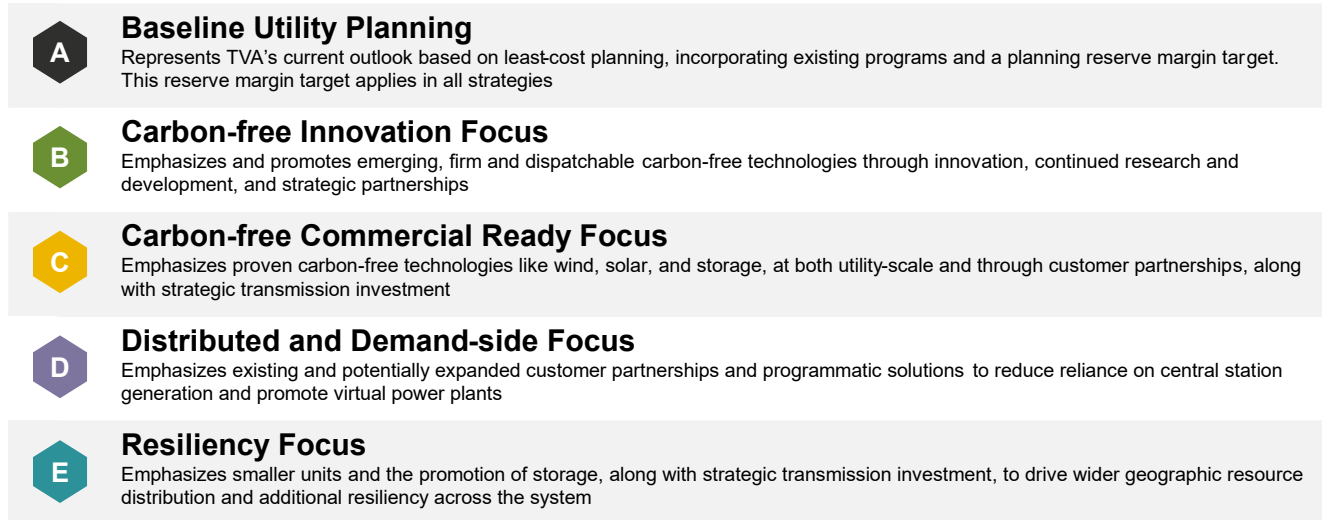 A
Baseline Utility Planning
Represents TVA's current outlook based on least-cost planning, incorporating existing programs and a planning reserve margin target.
This reserve margin target applies in all strategies
B
Carbon-free Innovation Focus
Emphasizes and promotes emerging, firm and dispatchable carbon-free technologies through innovation, continued research and
development, and strategic partnerships
C
Carbon-free Commercial Ready Focus
Emphasizes proven carbon-free technologies like wind, solar, and storage, at both utility-scale and through customer partnerships, along
with strategic transmission investment
D
Distributed and Demand-side Focus
Emphasizes existing and potentially expanded customer partnerships and programmatic solutions to reduce reliance on central station
generation and promote virtual power plants
E
Resiliency Focus
Emphasizes smaller units and the promotion of storage, along with strategic transmission investment, to drive wider geographic resource
distribution and additional resiliency across the system